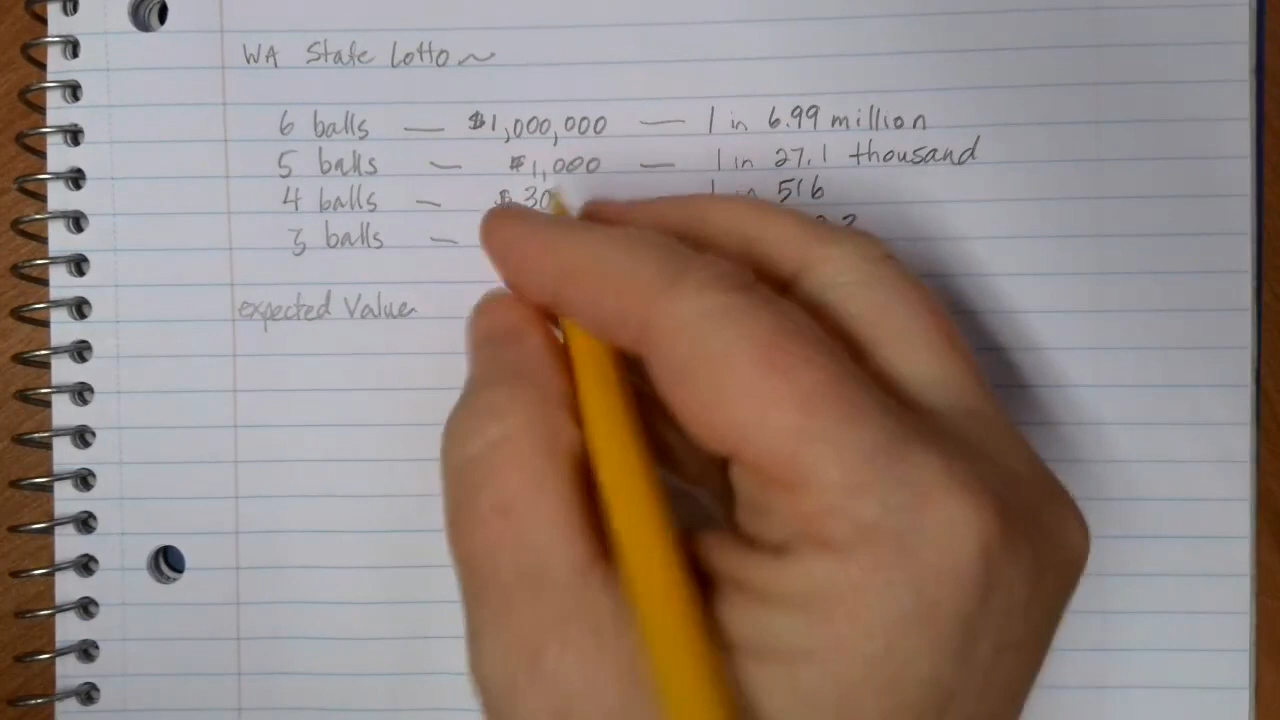 WA State Lotto ~
6 balls — $1,000,000 — 1 in 6.99 million
5 balls — $1,000 — 1 in 27.1 thousand
4 balls — $30 1 in 516
3 balls —
expected Value